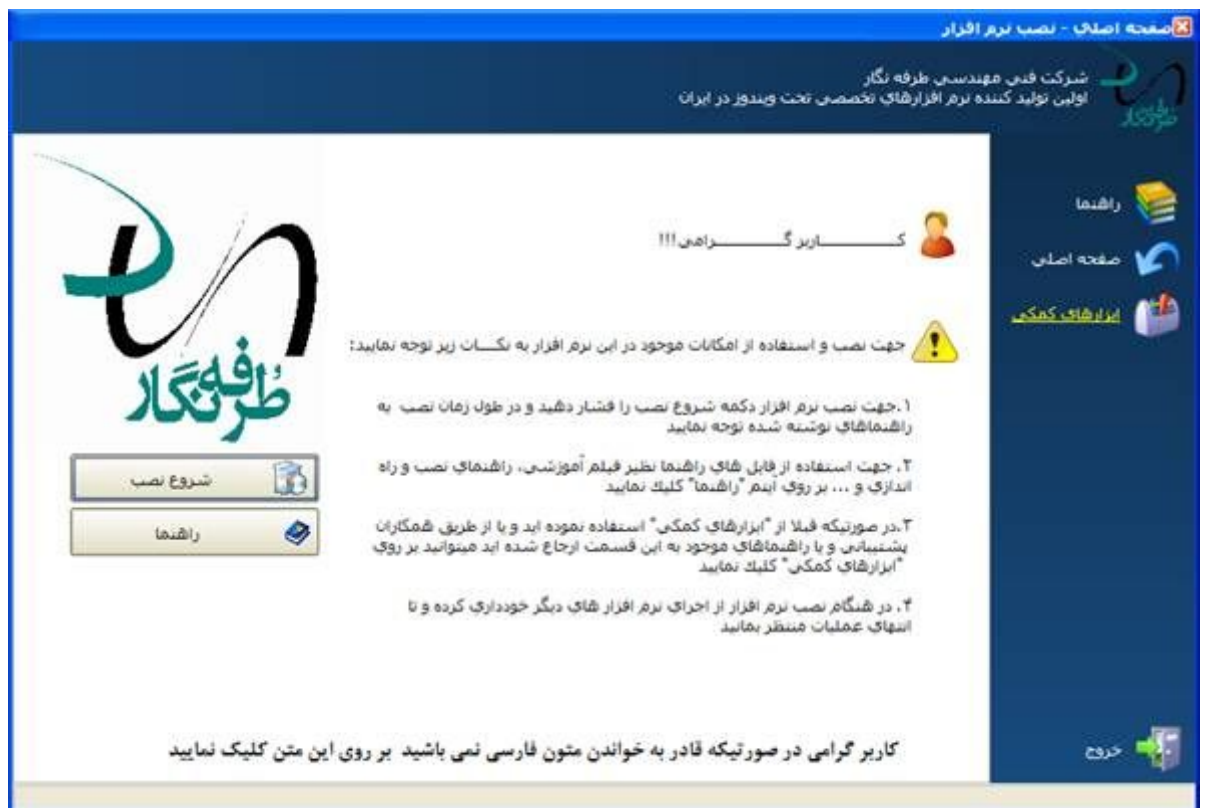 صفحه اصلی - نصب نرم افزار
شرکت فنی مهندسی طرفه نگار
اولین تولید کننده نرم افزارهای تخصصی تحت ویندوز در ایران
طرفه نگار
راهنما
صفحه اصلی
ابزارهای کمکی
کـــــــــــاربر گـــــــــــرامی!!!
جهت نصب و استفاده از امکانات موجود در این نرم افزار به نکـــات زیر توجه نمایید:
۱.جهت نصب نرم افزار دکمه شروع نصب را فشار دهید و در طول زمان نصب به
راهنماهای نوشته شده توجه نمایید
۲. جهت استفاده از فایل های راهنما نظیر فیلم آموزشی، راهنمای نصب و راه
اندازی و ... بر روی آیتم "راهنما" کلیك نمایید
۳.در صورتیکه قبلا از "ابزارهای کمکی" استفاده نموده اید و یا از طریق همکاران
پشتیبانی و یا راهنماهای موجود به این قسمت ارجاع شده اید میتوانید بر روی
"ابزارهای کمکی" کلیك نمایید
۴. در هنگام نصب نرم افزار از اجرای نرم افزار های دیگر خودداری کرده و تا
انتهای عملیات منتظر بمانید
طُرفه نگار
شروع نصب
راهنما
کاربر گرامی در صورتیکه قادر به خواندن متون فارسی نمی باشید بر روی این متن کلیک نمایید
خروج